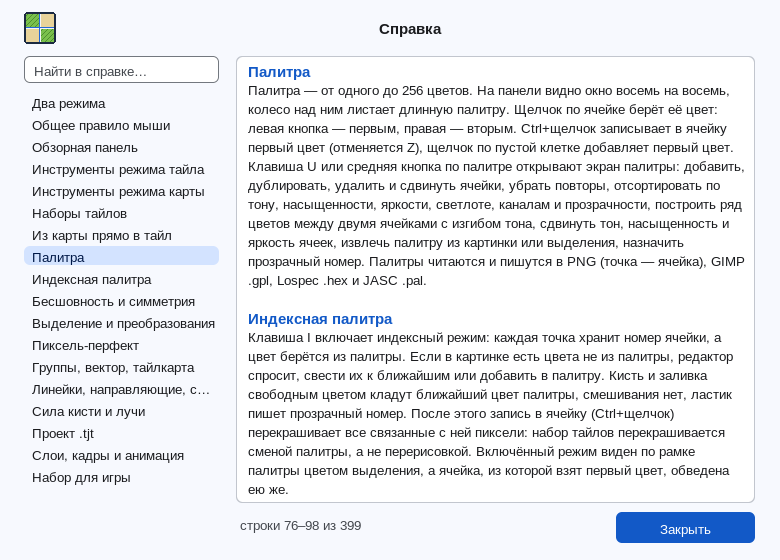 Справка
Найти в справке…
Два режима
Общее правило мыши
Обзорная панель
Инструменты режима тайла
Инструменты режима карты
Наборы тайлов
Из карты прямо в тайл
Палитра
Индексная палитра
Бесшовность и симметрия
Выделение и преобразования
Пиксель-перфект
Группы, вектор, тайлкарта
Линейки, направляющие, с…
Сила кисти и лучи
Проект .tjt
Слои, кадры и анимация
Набор для игры
Палитра
Палитра — от одного до 256 цветов. На панели видно окно восемь на восемь,
колесо над ним листает длинную палитру. Щелчок по ячейке берёт её цвет:
левая кнопка — первым, правая — вторым. Ctrl+щелчок записывает в ячейку
первый цвет (отменяется Z), щелчок по пустой клетке добавляет первый цвет.
Клавиша U или средняя кнопка по палитре открывают экран палитры: добавить,
дублировать, удалить и сдвинуть ячейки, убрать повторы, отсортировать по
тону, насыщенности, яркости, светлоте, каналам и прозрачности, построить ряд
цветов между двумя ячейками с изгибом тона, сдвинуть тон, насыщенность и
яркость ячеек, извлечь палитру из картинки или выделения, назначить
прозрачный номер. Палитры читаются и пишутся в PNG (точка — ячейка), GIMP
.gpl, Lospec .hex и JASC .pal.
Индексная палитра
Клавиша I включает индексный режим: каждая точка хранит номер ячейки, а
цвет берётся из палитры. Если в картинке есть цвета не из палитры, редактор
спросит, свести их к ближайшим или добавить в палитру. Кисть и заливка
свободным цветом кладут ближайший цвет палитры, смешивания нет, ластик
пишет прозрачный номер. После этого запись в ячейку (Ctrl+щелчок)
перекрашивает все связанные с ней пиксели: набор тайлов перекрашивается
сменой палитры, а не перерисовкой. Включённый режим виден по рамке
палитры цветом выделения, а ячейка, из которой взят первый цвет, обведена
ею же.
строки 76–98 из 399
Закрыть